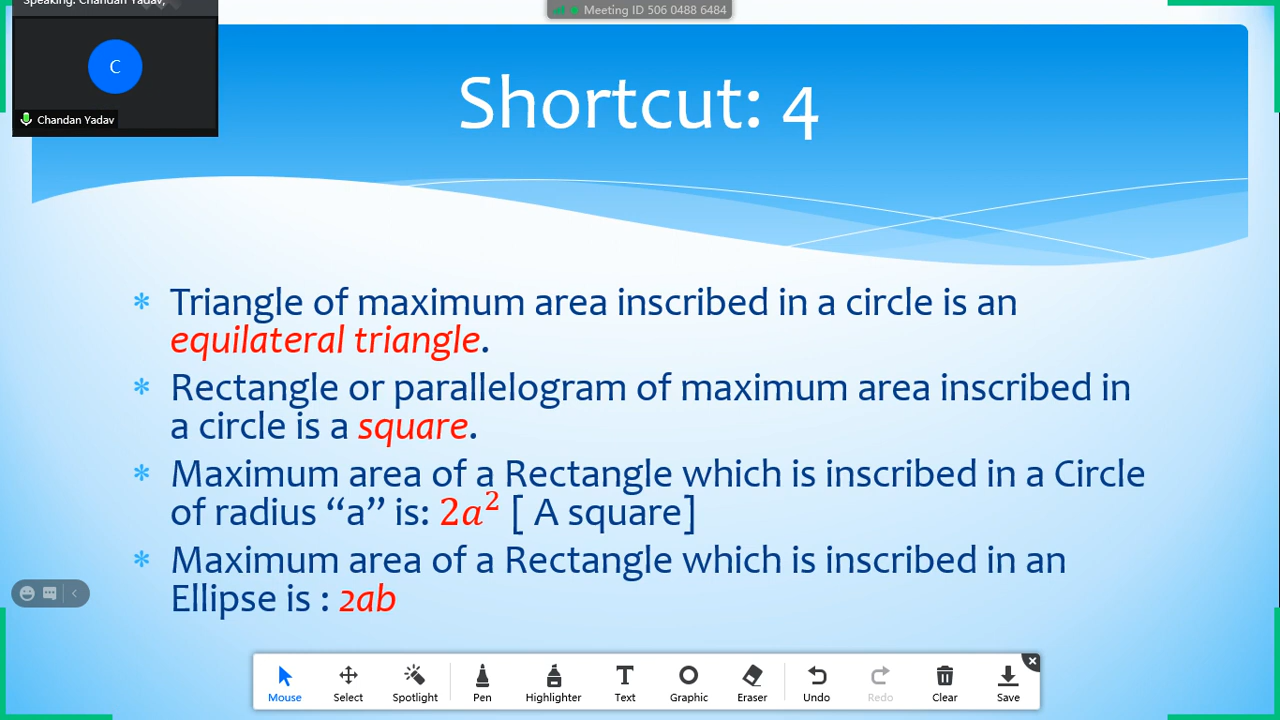 Speaking: Chandan Yadav,
Meeting ID 506 0488 6484
C
Chandan Yadav
Shortcut: 4
* Triangle of maximum area inscribed in a circle is an
equilateral triangle.
* Rectangle or parallelogram of maximum area inscribed in
a circle is a square.
* Maximum area of a Rectangle which is inscribed in a Circle
of radius “a” is: 2a² [ A square]
* Maximum area of a Rectangle which is inscribed in an
Ellipse is : 2ab
Mouse Select Spotlight Pen Highlighter Text Graphic Eraser Undo Redo Clear Save